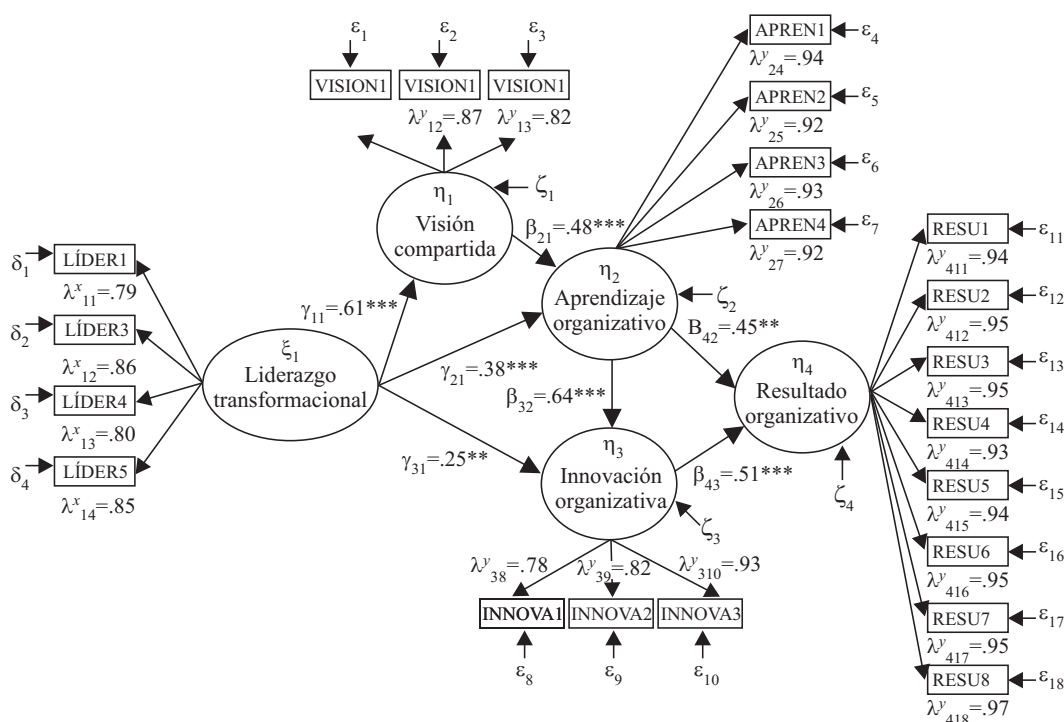 ε1 ε2 ε3
VISION1 VISION1 VISION1
λy12=.87 λy13=.82
η1
Visión
compartida
ζ1
APREN1 ε4
λy24=.94
APREN2 ε5
λy25=.92
APREN3 ε6
λy26=.93
APREN4 ε7
λy27=.92
β21=.48***
δ1 LÍDER1
λx11=.79
δ2 LÍDER3
λx12=.86
δ3 LÍDER4
λx13=.80
δ4 LÍDER5
λx14=.85
ξ1
Liderazgo
transformacional
γ11=.61***
γ21=.38***
γ31=.25**
η2
Aprendizaje
organizativo
ζ2
Β42=.45**
β32=.64***
η3
Innovación
organizativa
ζ3
β43=.51***
η4
Resultado
organizativo
ζ4
λy38=.78 λy39=.82 λy310=.93
INNOVA1 INNOVA2 INNOVA3
ε8 ε9 ε10
RESU1 ε11
λy411=.94
RESU2 ε12
λy412=.95
RESU3 ε13
λy413=.95
RESU4 ε14
λy414=.93
RESU5 ε15
λy415=.94
RESU6 ε16
λy416=.95
RESU7 ε17
λy417=.95
RESU8 ε18
λy418=.97